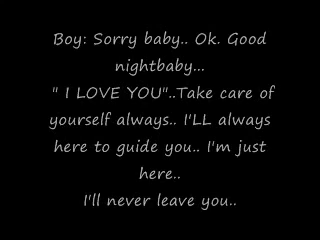 Boy: Sorry baby.. Ok. Good
nightbaby...
" I LOVE YOU"..Take care of
yourself always.. I'LL always
here to guide you.. I'm just
here..
I'll never leave you..